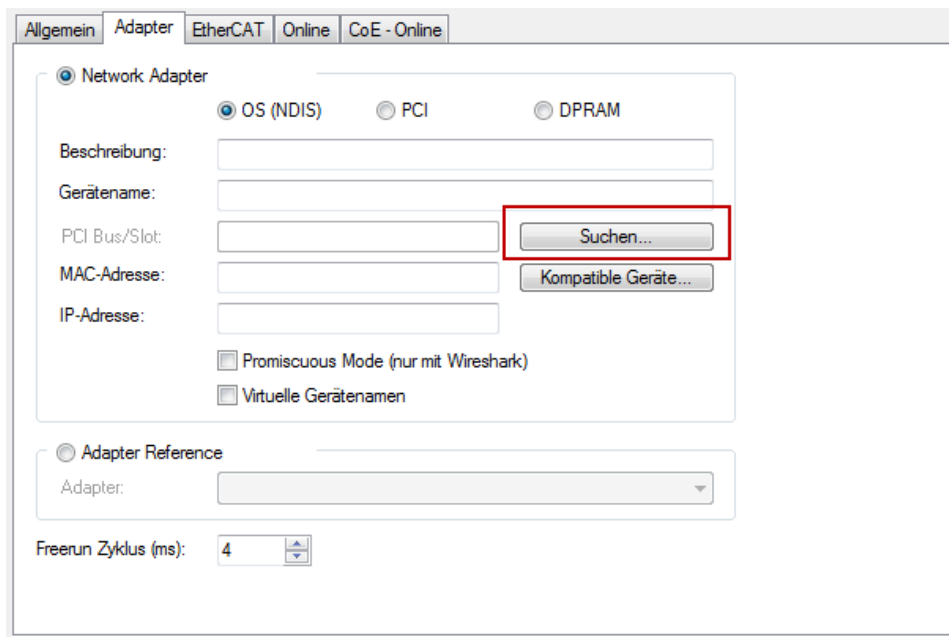 Allgemein Adapter EtherCAT Online CoE - Online
Network Adapter
OS (NDIS) PCI DPRAM
Beschreibung:
Gerätename:
PCI Bus/Slot: Suchen...
MAC-Adresse: Kompatible Geräte...
IP-Adresse:
Promiscuous Mode (nur mit Wireshark)
Virtuelle Gerätenamen
Adapter Reference
Adapter:
Freerun Zyklus (ms): 4